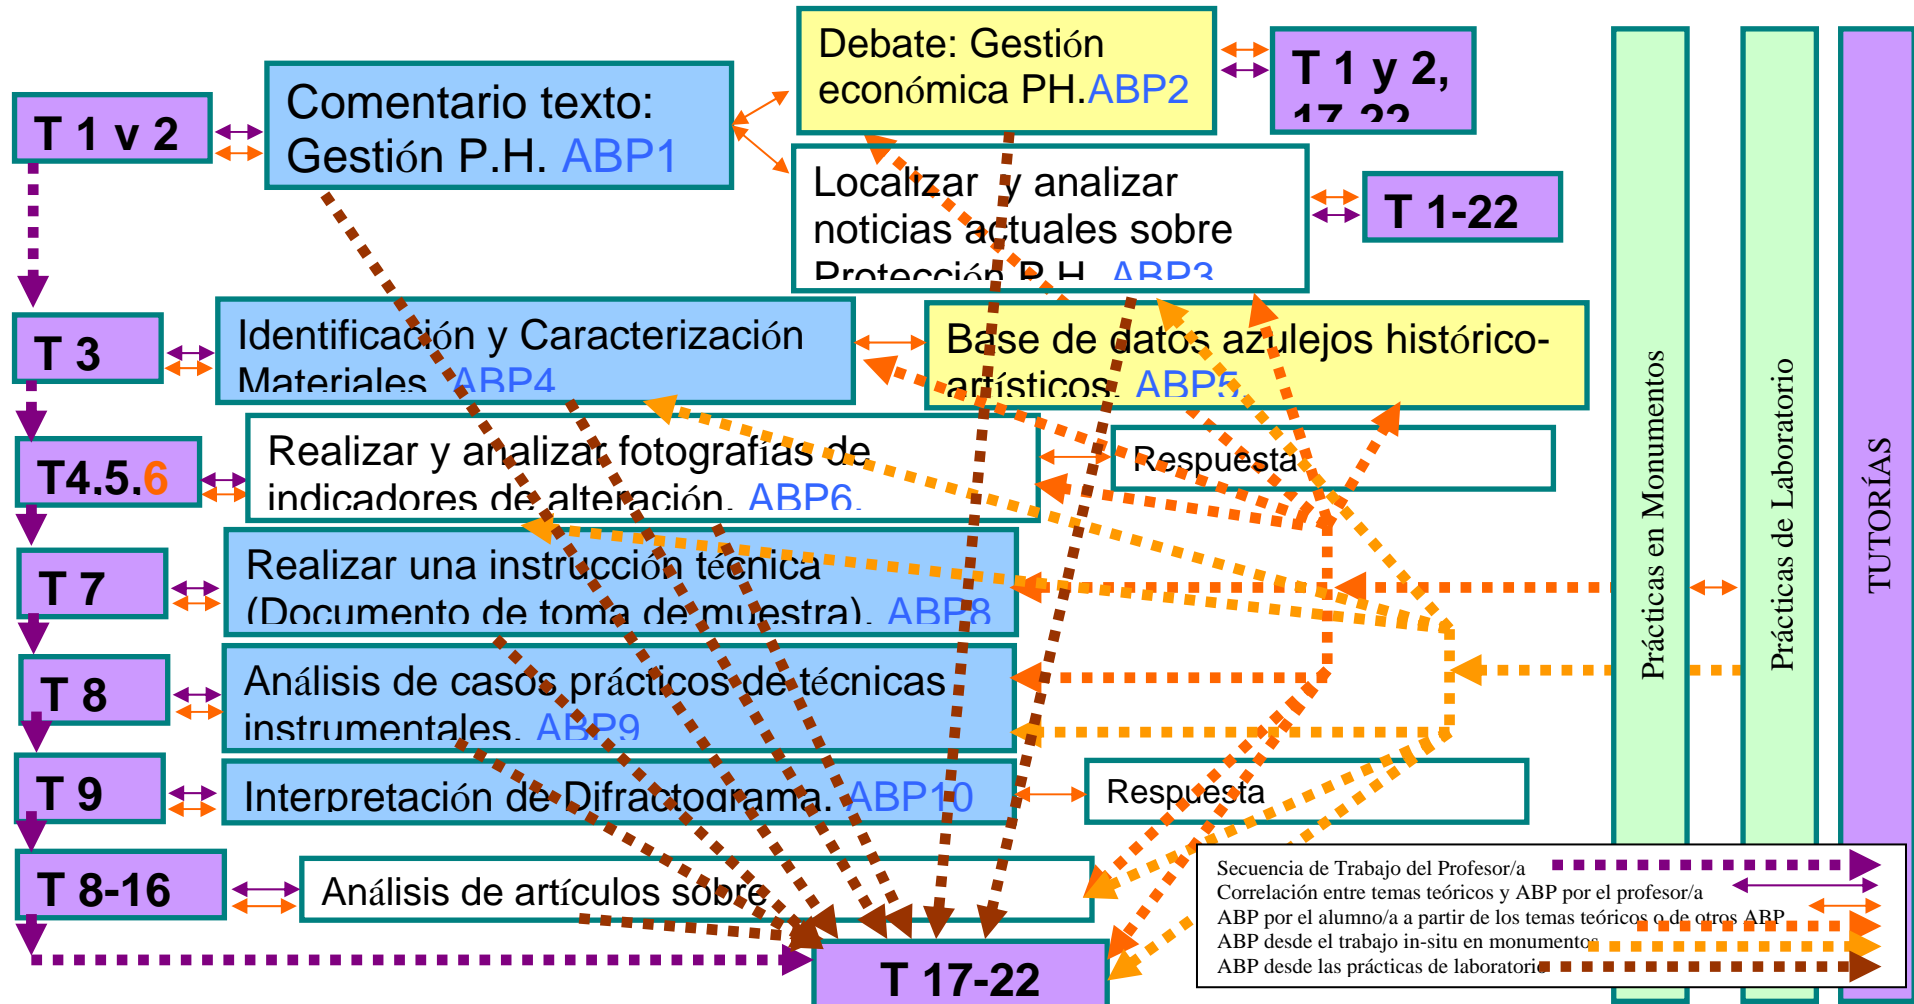 T 1 y 2
Comentario texto:
Gestión P.H. ABP1
Debate: Gestión
económica PH.ABP2
T 1 y 2,
17-22
Localizar y analizar
noticias actuales sobre
Protección P.H. ABP3
T 1-22
T 3
Identificación y Caracterización
Materiales. ABP4
Base de datos azulejos histórico-
artísticos. ABP5.
T4.5.6
Realizar y analizar fotografías de
indicadores de alteración. ABP6.
Respuesta
T 7
Realizar una instrucción técnica
(Documento de toma de muestra). ABP8
T 8
Análisis de casos prácticos de técnicas
instrumentales. ABP9
T 9
Interpretación de Difractograma. ABP10
Respuesta
T 8-16
Análisis de artículos sobre
T 17-22
Prácticas en Monumentos
Prácticas de Laboratorio
TUTORÍAS
Secuencia de Trabajo del Profesor/a
Correlación entre temas teóricos y ABP por el profesor/a
ABP por el alumno/a a partir de los temas teóricos o de otros ABP
ABP desde el trabajo in-situ en monumentos
ABP desde las prácticas de laboratorio